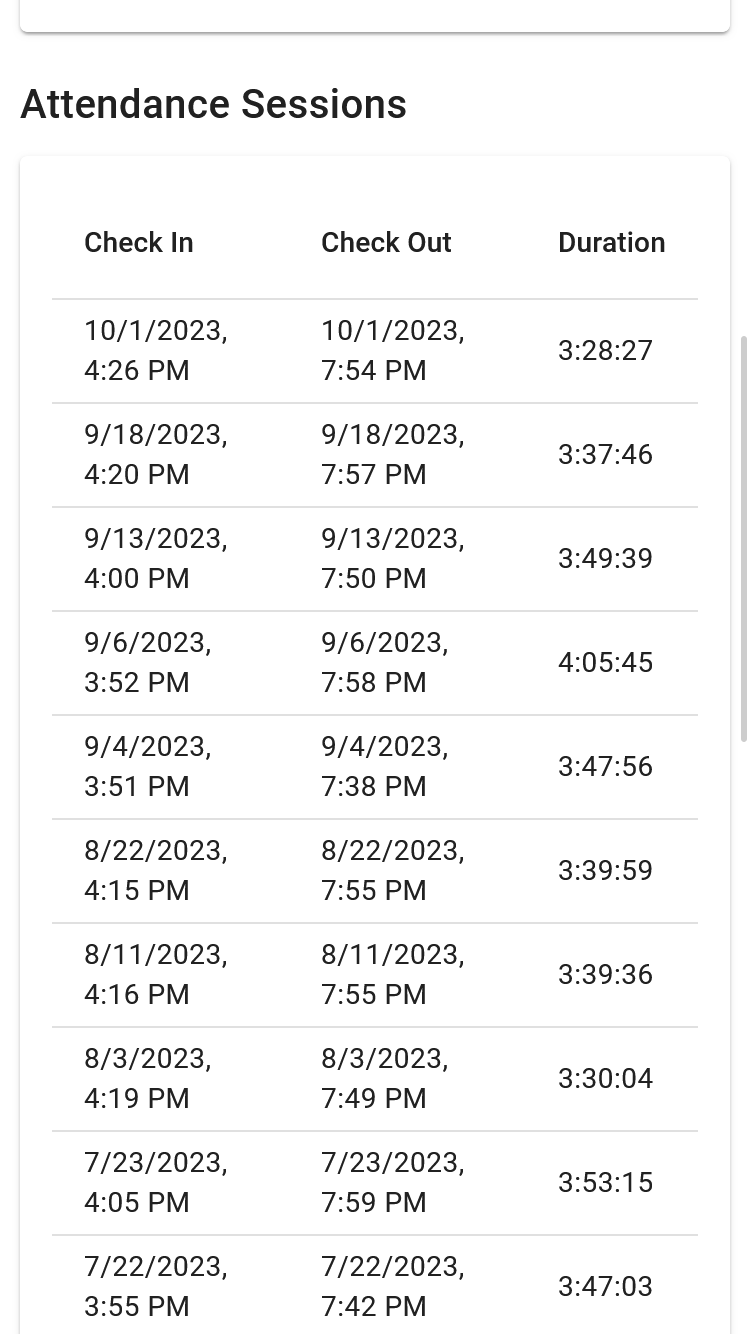 Attendance Sessions
Check In Check Out Duration
10/1/2023, 10/1/2023,
3:28:27
4:26 PM 7:54 PM
9/18/2023, 9/18/2023,
3:37:46
4:20 PM 7:57 PM
9/13/2023, 9/13/2023,
3:49:39
4:00 PM 7:50 PM
9/6/2023, 9/6/2023,
4:05:45
3:52 PM 7:58 PM
9/4/2023, 9/4/2023,
3:47:56
3:51 PM 7:38 PM
8/22/2023, 8/22/2023,
3:39:59
4:15 PM 7:55 PM
8/11/2023, 8/11/2023,
3:39:36
4:16 PM 7:55 PM
8/3/2023, 8/3/2023,
3:30:04
4:19 PM 7:49 PM
7/23/2023, 7/23/2023,
3:53:15
4:05 PM 7:59 PM
7/22/2023, 7/22/2023,
3:47:03
3:55 PM 7:42 PM